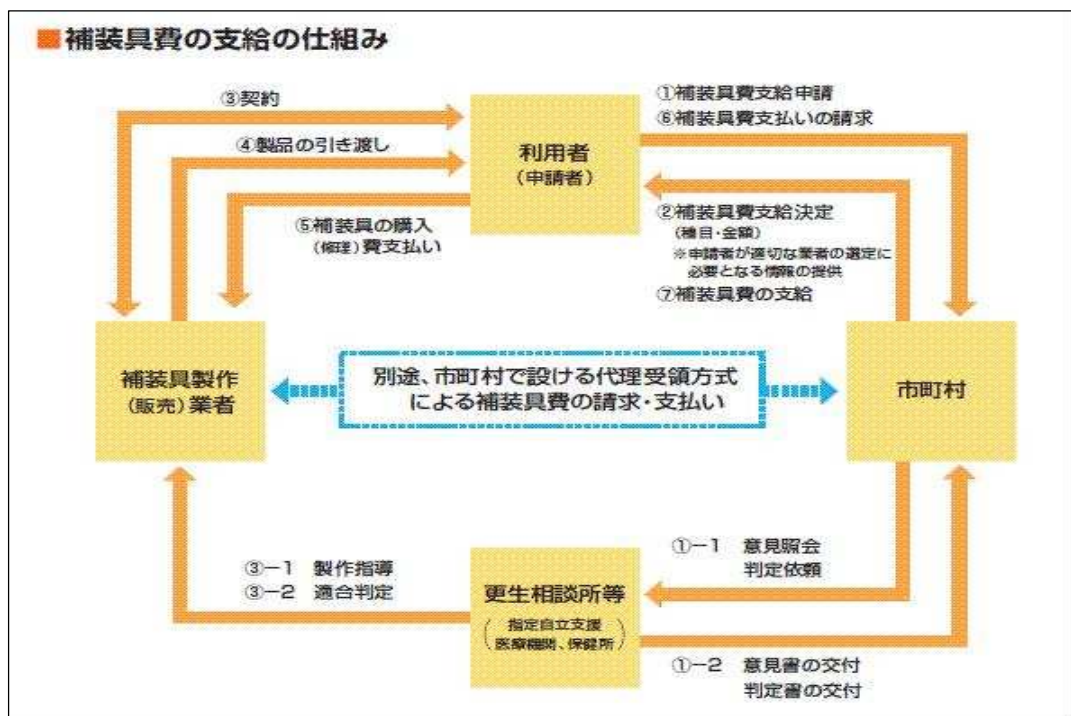 ■補装具費の支給の仕組み
③契約
④製品の引き渡し
⑤補装具の購入
(修理)費支払い
利用者
(申請者)
①補装具費支給申請
⑥補装具費支払いの請求
②補装具費支給決定
(種目・金額)
※申請者が適切な業者の選定に
必要となる情報の提供
⑦補装具費の支給
補装具製作
(販売)業者
別途、市町村で設ける代理受領方式
による補装具費の請求・支払い
市町村
③－1 製作指導
③－2 適合判定
更生相談所等
(指定自立支援
医療機関、保健所)
①－1 意見照会
判定依頼
①－2 意見書の交付
判定書の交付